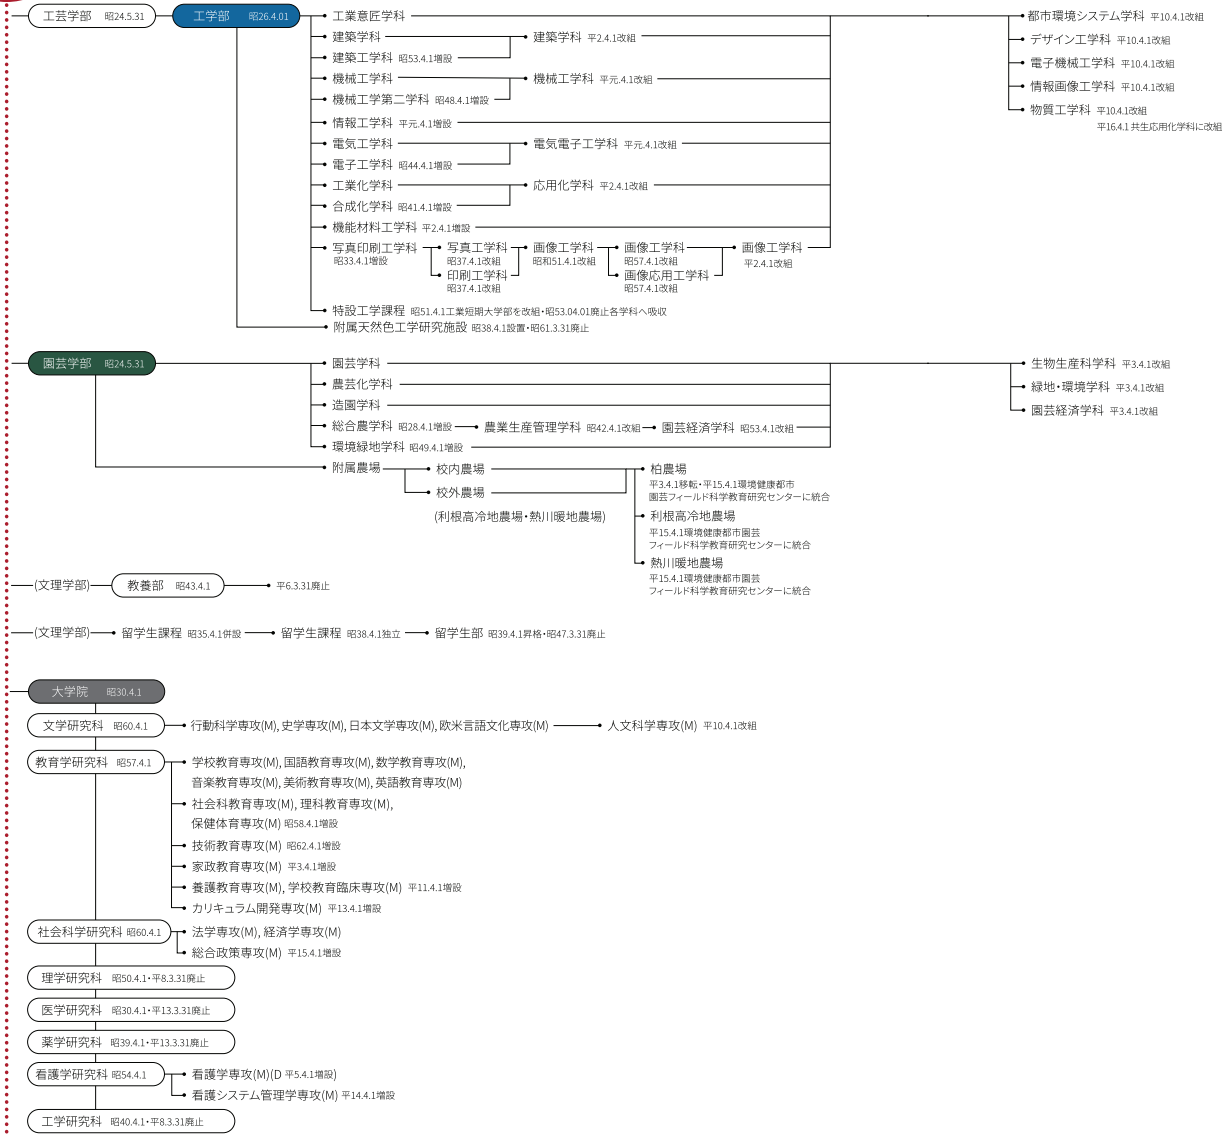 工芸学部 昭24.5.31
工学部 昭26.4.01
工業意匠学科
建築学科
建築学科 平2.4.1改組
建築工学科 昭53.4.1増設
機械工学科
機械工学科 平元.4.1改組
機械工学第二学科 昭48.4.1増設
情報工学科 平元.4.1増設
電気工学科
電気電子工学科 平元.4.1改組
電子工学科 昭44.4.1増設
工業化学科
応用化学科 平2.4.1改組
合成化学科 昭41.4.1増設
機能材料工学科 平2.4.1増設
写真印刷工学科
昭33.4.1増設
写真工学科
昭37.4.1改組
印刷工学科
昭37.4.1改組
画像工学科
昭和51.4.1改組
画像工学科
昭57.4.1改組
画像応用工学科
昭57.4.1改組
画像工学科
平2.4.1改組
特設工学課程 昭51.4.1工業短期大学部を改組・昭53.04.01廃止各学科へ吸収
附属天然色工学研究施設 昭38.4.1設置・昭61.3.31廃止
都市環境システム学科 平10.4.1改組
デザイン工学科 平10.4.1改組
電子機械工学科 平10.4.1改組
情報画像工学科 平10.4.1改組
物質工学科 平10.4.1改組
平16.4.1 共生応用化学科に改組
園芸学部 昭24.5.31
園芸学科
農芸化学科
造園学科
総合農学科 昭28.4.1増設
農業生産管理学科 昭42.4.1改組
園芸経済学科 昭53.4.1改組
環境緑地学科 昭49.4.1増設
生物生産科学科 平3.4.1改組
緑地・環境学科 平3.4.1改組
園芸経済学科 平3.4.1改組
附属農場
校内農場
校外農場
(利根高冷地農場・熱川暖地農場)
柏農場
平3.4.1移転・平15.4.1環境健康都市
園芸フィールド科学教育研究センターに統合
利根高冷地農場
平15.4.1環境健康都市園芸
フィールド科学教育研究センターに統合
熱川暖地農場
平15.4.1環境健康都市園芸
フィールド科学教育研究センターに統合
(文理学部)
教養部 昭43.4.1
平6.3.31廃止
(文理学部)
留学生課程 昭35.4.1併設
留学生課程 昭38.4.1独立
留学生部 昭39.4.1昇格・昭47.3.31廃止
大学院 昭30.4.1
文学研究科 昭60.4.1
行動科学専攻(M), 史学専攻(M), 日本文学専攻(M), 欧米言語文化専攻(M)
人文科学専攻(M) 平10.4.1改組
教育学研究科 昭57.4.1
学校教育専攻(M), 国語教育専攻(M), 数学教育専攻(M),
音楽教育専攻(M), 美術教育専攻(M), 英語教育専攻(M)
社会科教育専攻(M), 理科教育専攻(M),
保健体育専攻(M) 昭58.4.1増設
技術教育専攻(M) 昭62.4.1増設
家政教育専攻(M) 平3.4.1増設
養護教育専攻(M), 学校教育臨床専攻(M) 平11.4.1増設
カリキュラム開発専攻(M) 平13.4.1増設
社会科学研究科 昭60.4.1
法学専攻(M), 経済学専攻(M)
総合政策専攻(M) 平15.4.1増設
理学研究科 昭50.4.1・平8.3.31廃止
医学研究科 昭30.4.1・平13.3.31廃止
薬学研究科 昭39.4.1・平13.3.31廃止
看護学研究科 昭54.4.1
看護学専攻(M)(D 平5.4.1増設)
看護システム管理学専攻(M) 平14.4.1増設
工学研究科 昭40.4.1・平8.3.31廃止